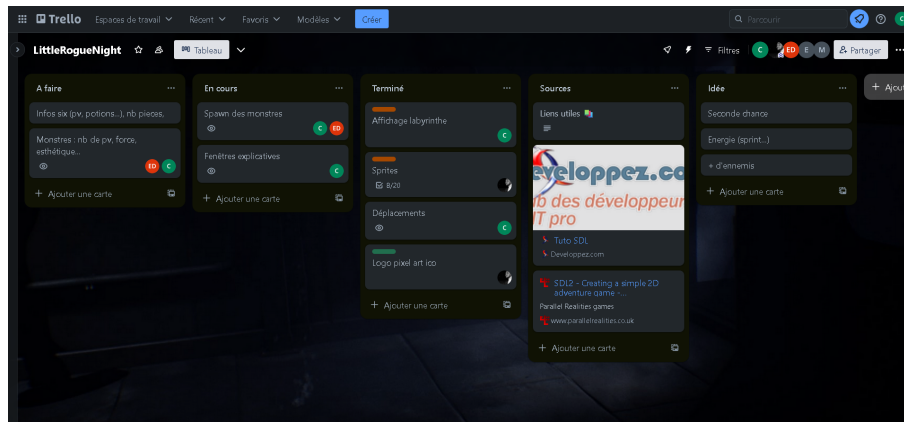 Trello Espaces de travail Récent Favoris Modèles Créer Parcourir
LittleRogueNight Tableau Filtres C ED E M Partager ...
A faire ...
Infos six (pv, potions...), nb pieces,
Monstres : nb de pv, force,
esthétique...
ED C
+ Ajouter une carte
En cours ...
Spawn des monstres
C ED
Fenêtres explicatives
C
+ Ajouter une carte
Terminé ...
Affichage labyrinthe
C
Sprites
8/20
Déplacements
C
Logo pixel art ico
+ Ajouter une carte
Sources ...
Liens utiles
eveloppez.co
b des développeur
IT pro
Tuto SDL
Developpez.com
SDL2 - Creating a simple 2D
adventure game -...
Parallel Realities games
www.parallelrealities.co.uk
+ Ajouter une carte
Idée ...
Seconde chance
Energie (sprint...)
+ d'ennemis
+ Ajouter une carte
+ Ajou